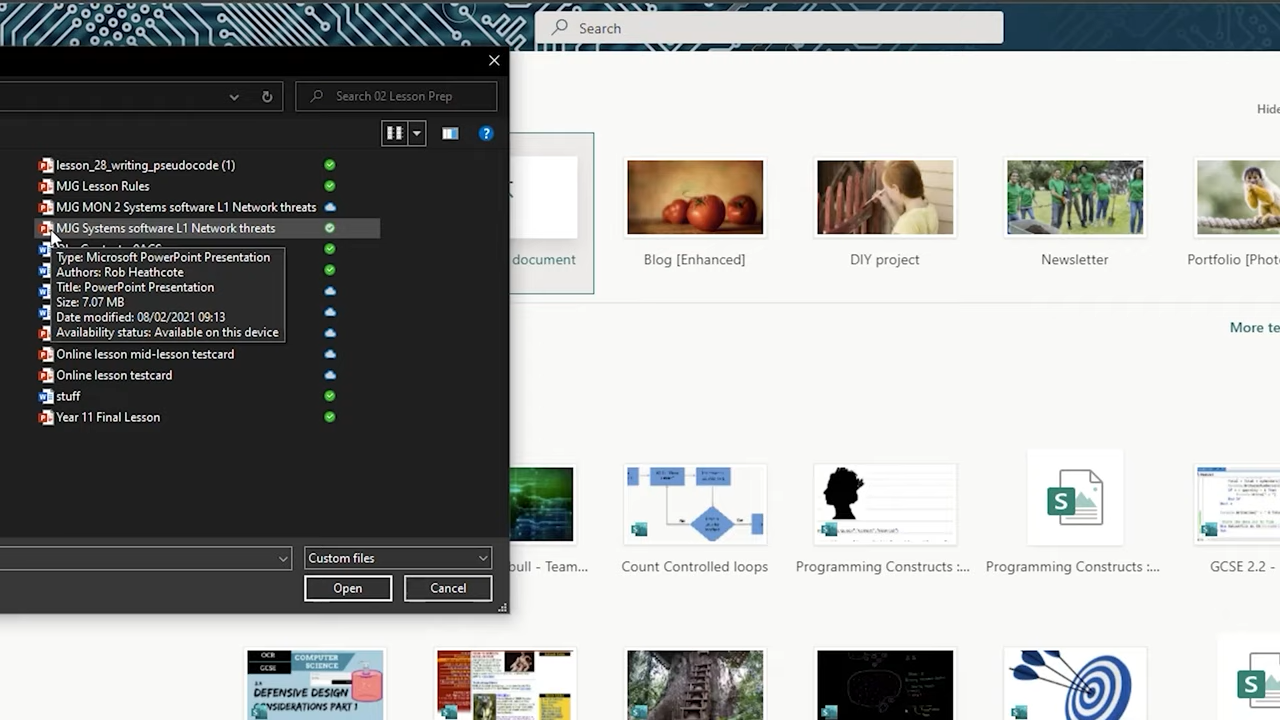 Search
Hide
Search 02 Lesson Prep
lesson_28_writing_pseudocode (1)
MJG Lesson Rules
MJG MON 2 Systems software L1 Network threats
2 Systems software L1 Network threats
Type: Microsoft PowerPoint Presentation
Authors: Rob Heathcote
Title: PowerPoint Presentation
Size: 7.07 MB
Date modified: 08/02/2021 09:13
Availability status: Available on this device
Online lesson mid-lesson testcard
Online lesson testcard
stuff
Year 11 Final Lesson
Custom files
Open
Cancel
document
Blog [Enhanced]
DIY project
Newsletter
Portfolio [Phot
More te
bull - Team...
Count Controlled loops
Programming Constructs :...
Programming Constructs :...
GCSE 2.2 -
OCR
GCSE
COMPUTER
SCIENCE
EFENSIVE DESIGN
NSIDERATIONS PART 1